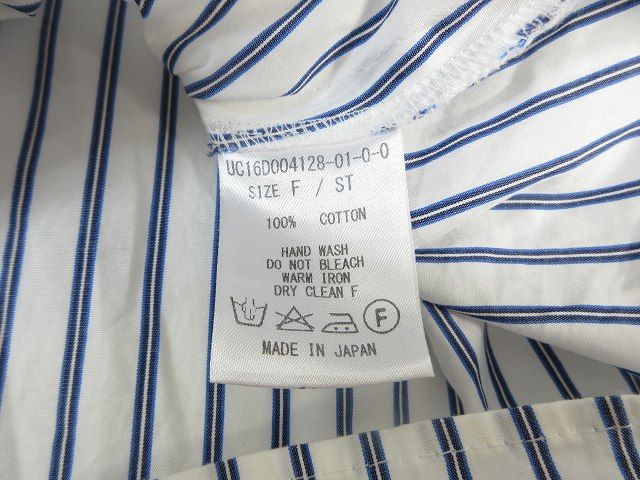 UC16D004128-01-0-0
SIZE F / ST
100% COTTON
HAND WASH
DO NOT BLEACH
WARM IRON
DRY CLEAN F
F
MADE IN JAPAN